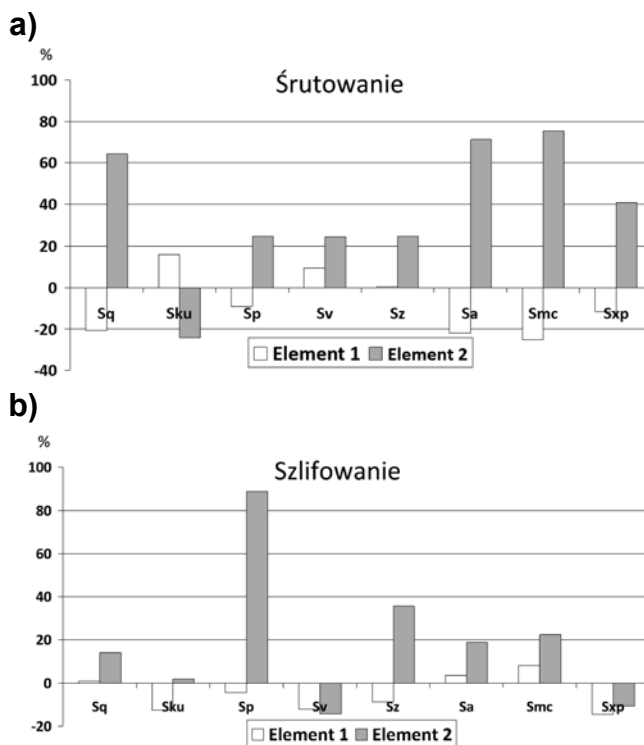 a)
%
Śrutowanie
100
80
60
40
20
0
-20
-40
Sq Sku Sp Sv Sz Sa Smc Sxp
Element 1 Element 2
b)
%
Szlifowanie
100
80
60
40
20
0
-20
Sq Sku Sp Sv Sz Sa Smc Sxp
Element 1 Element 2